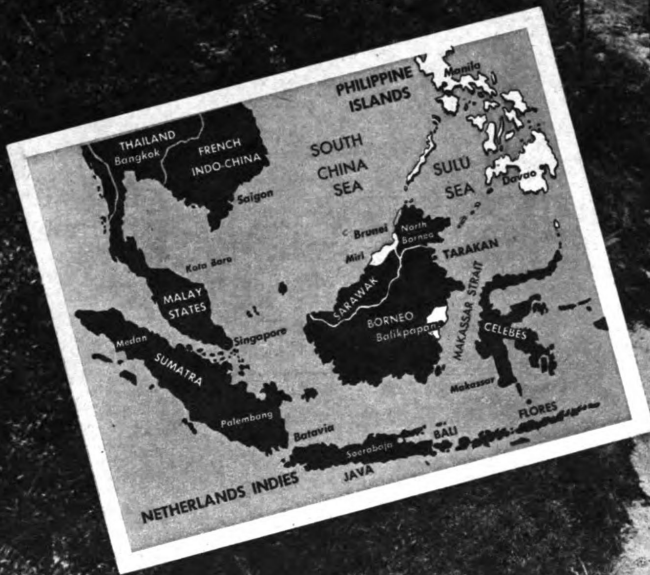 PHILIPPINE
ISLANDS
Manila
THAILAND
Bangkok
FRENCH
INDO-CHINA
SOUTH
CHINA
SEA
SULU
SEA
Davao
Saigon
Brunei
North
Borneo
Miri
TARAKAN
Kota Baro
MALAY
STATES
SARAWAK
MAKASSAR STRAIT
Singapore
BORNEO
Balikpapan
CELEBES
Medan
SUMATRA
Makassar
Palembang
FLORES
Batavia
BALI
Soerabaja
JAVA
NETHERLANDS INDIES